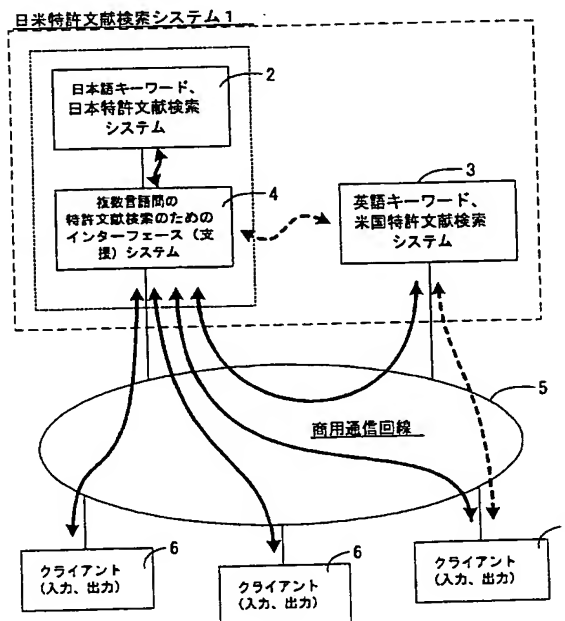 日米特許文献検索システム1
日本語キーワード、
日本特許文献検索
システム
2
複数言語間の
特許文献検索のための
インターフェース（支
援）システム
4
3
英語キーワード、
米国特許文献検索
システム
5
商用通信回線
6
クライアント
(入力、出力)
6
クライアント
(入力、出力)
クライアント
(入力、出力)